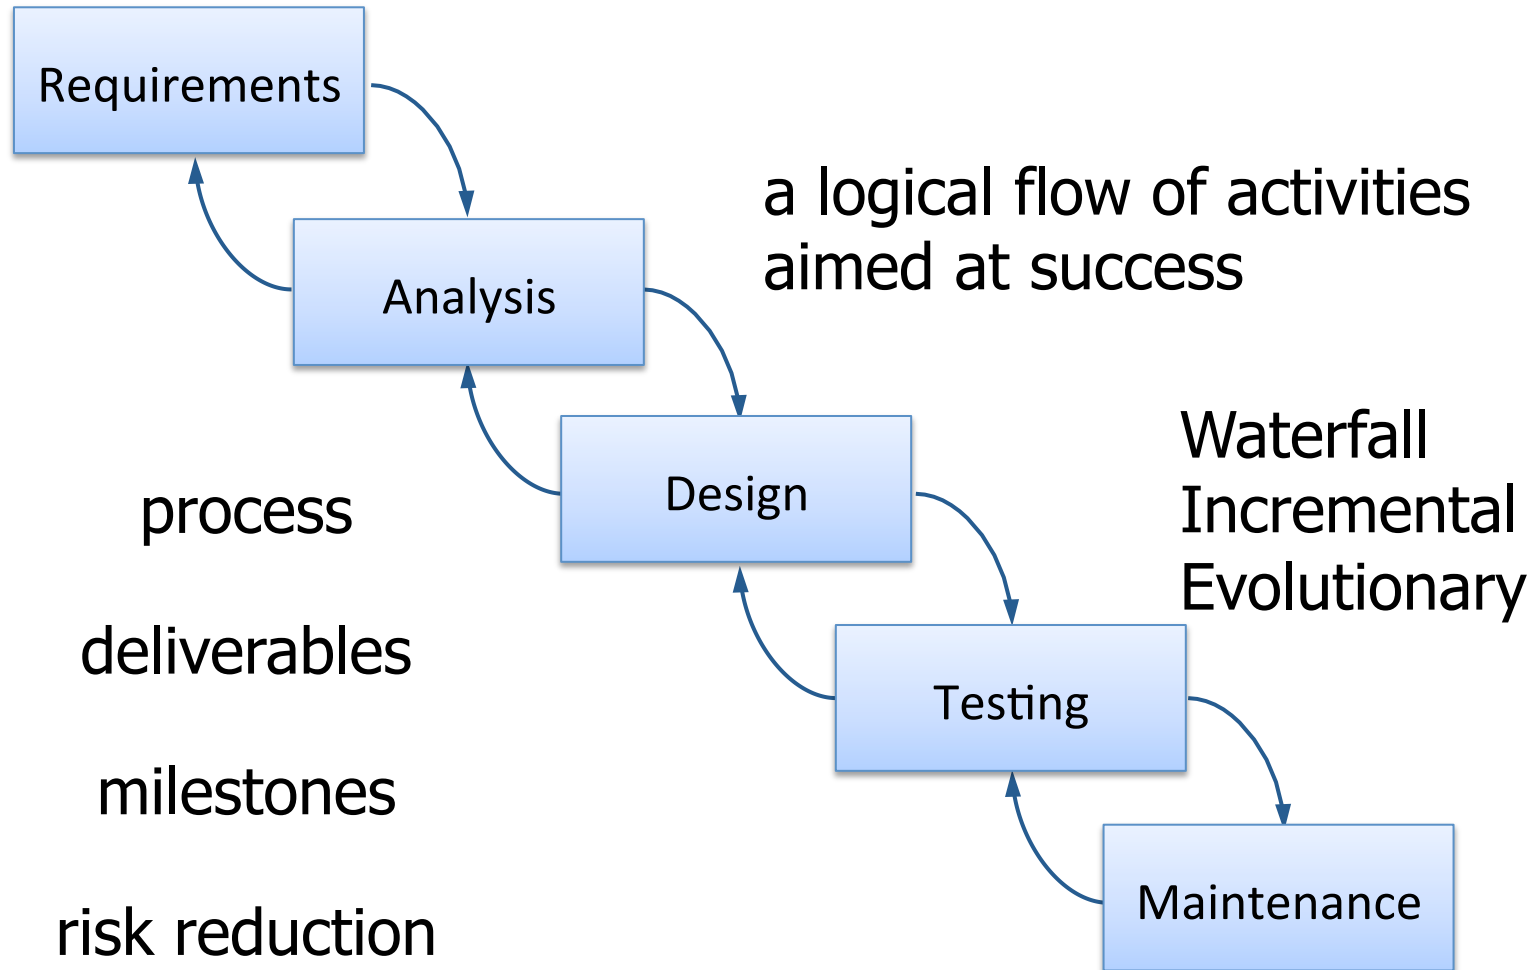 Requirements
a logical flow of activities
aimed at success
Analysis
Waterfall
Incremental
Evolutionary
Design
process
deliverables
Testing
milestones
Maintenance
risk reduction